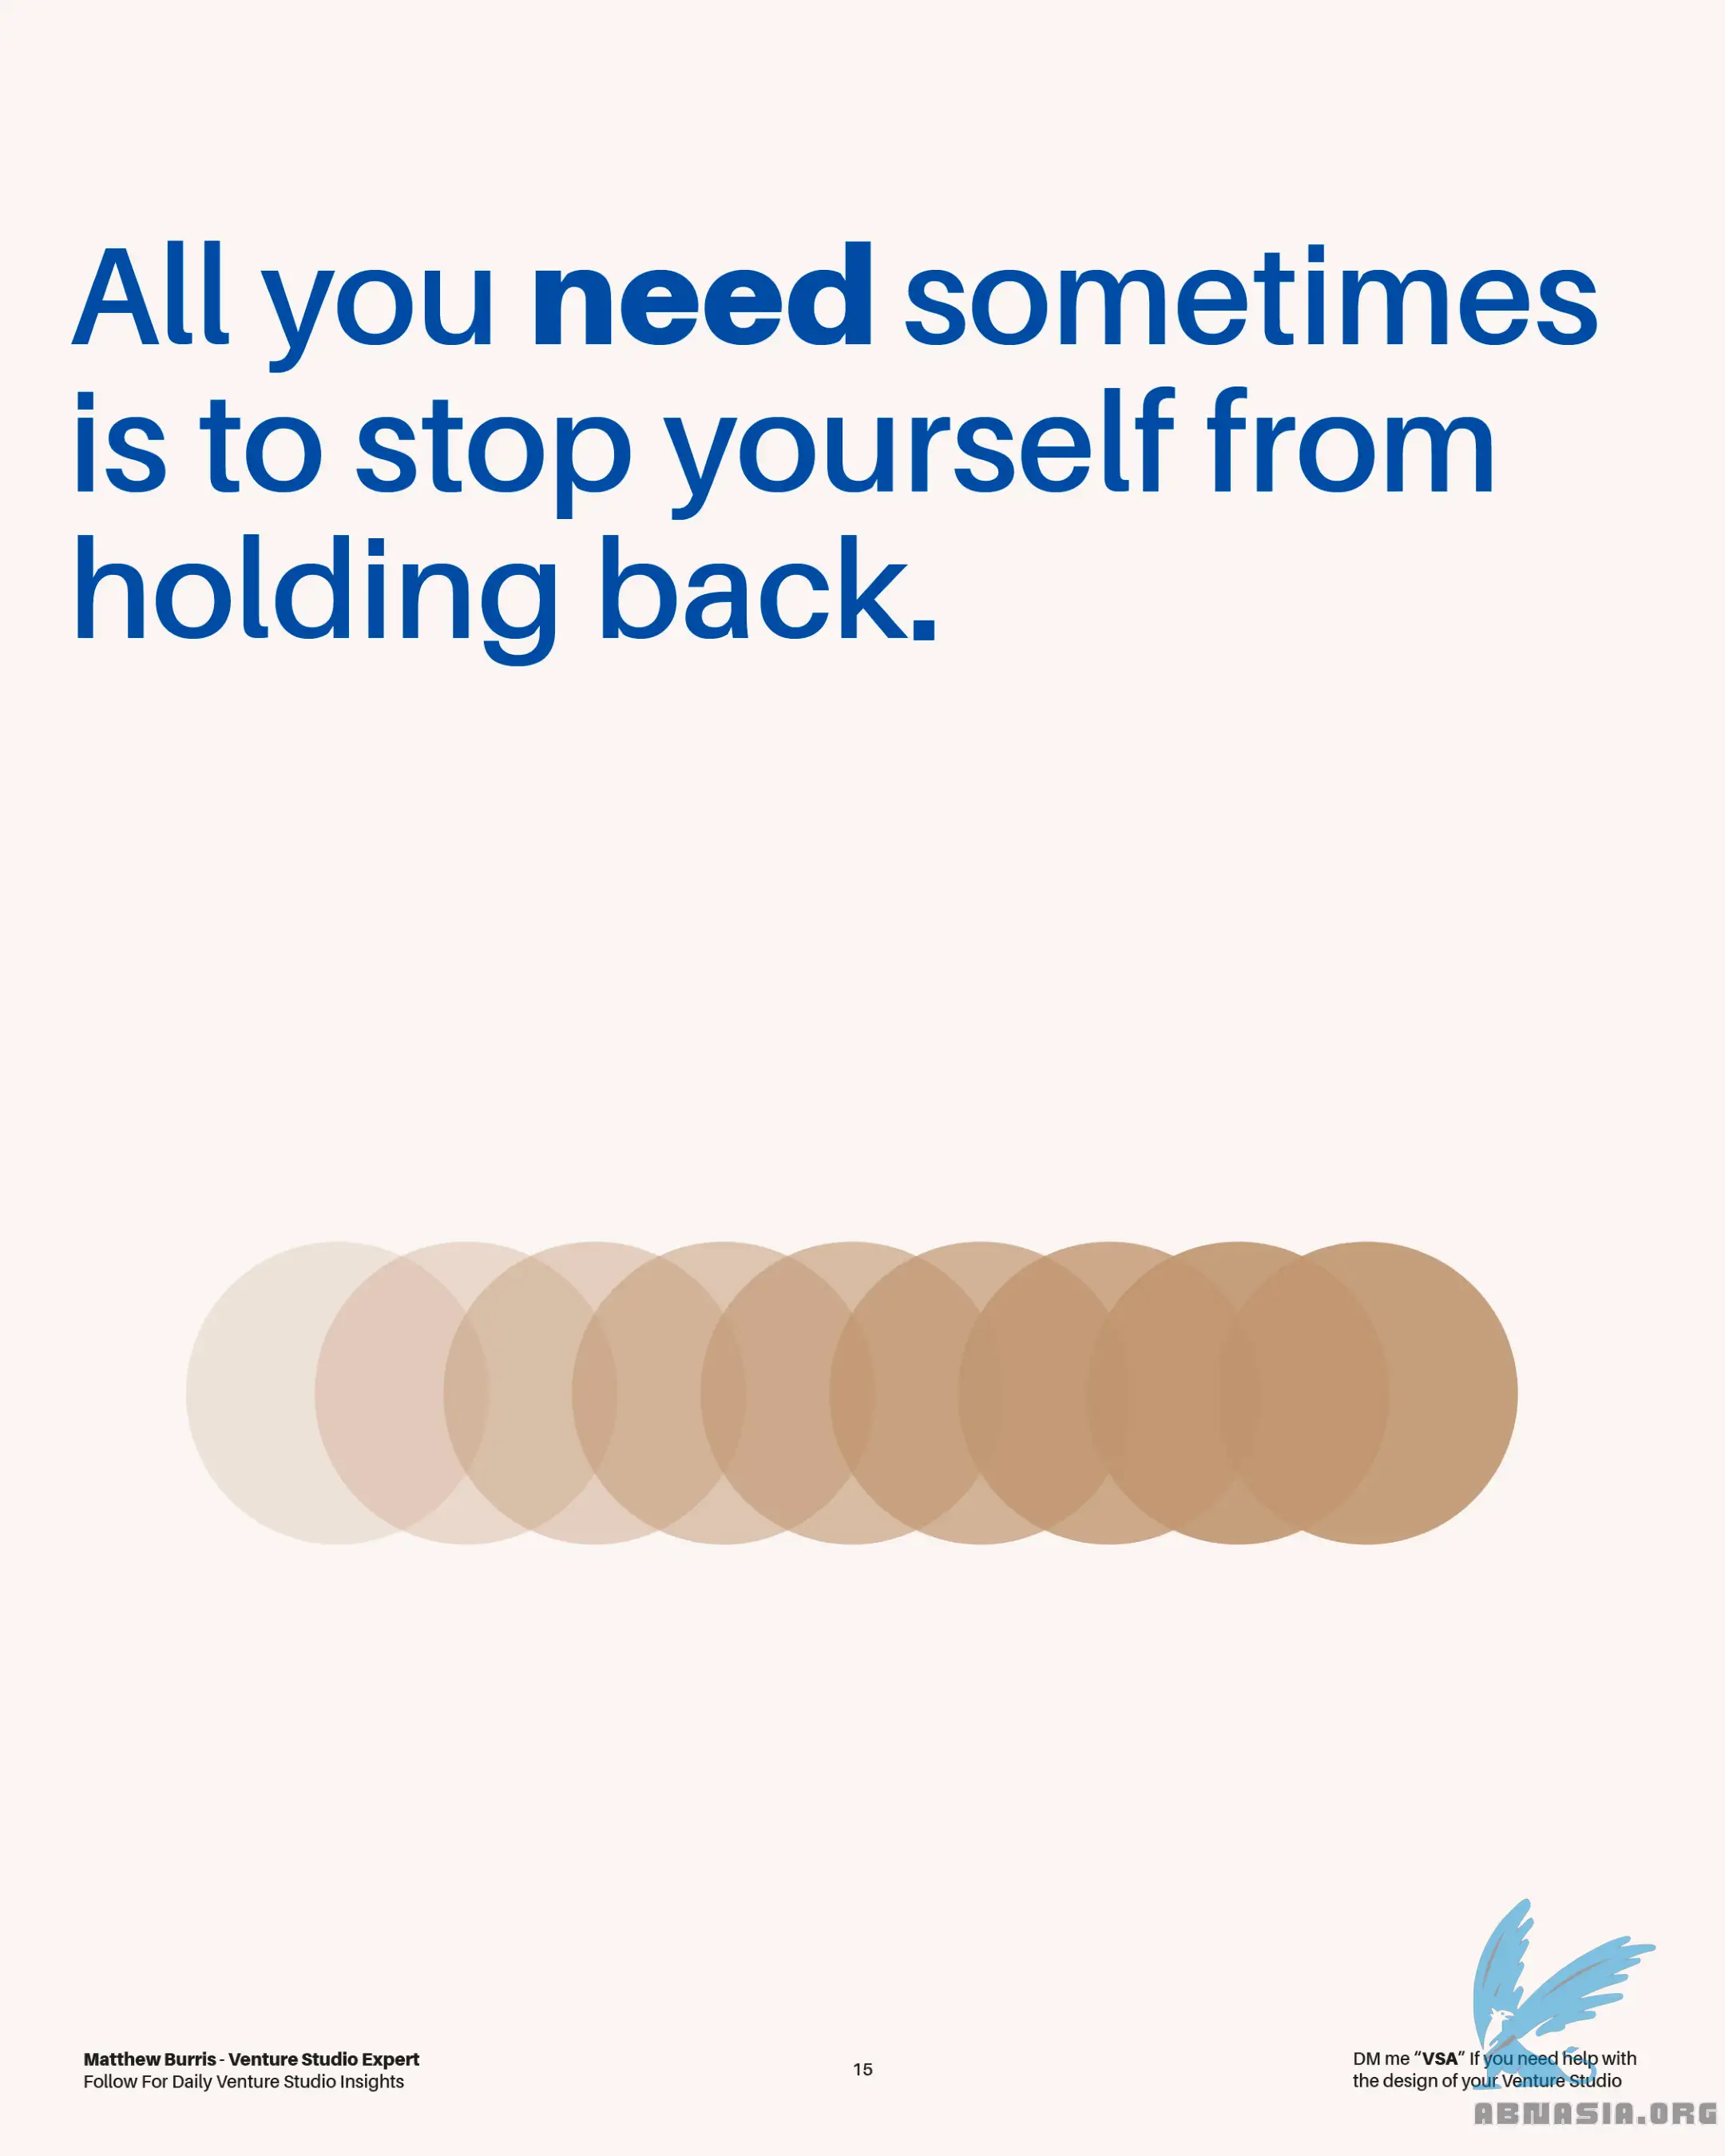 All you need sometimes
is to stop yourself from
holding back.
Matthew Burris - Venture Studio Expert
Follow For Daily Venture Studio Insights
15
DM me “VSA” If you need help with
the design of your Venture Studio
ABNASIA.ORG